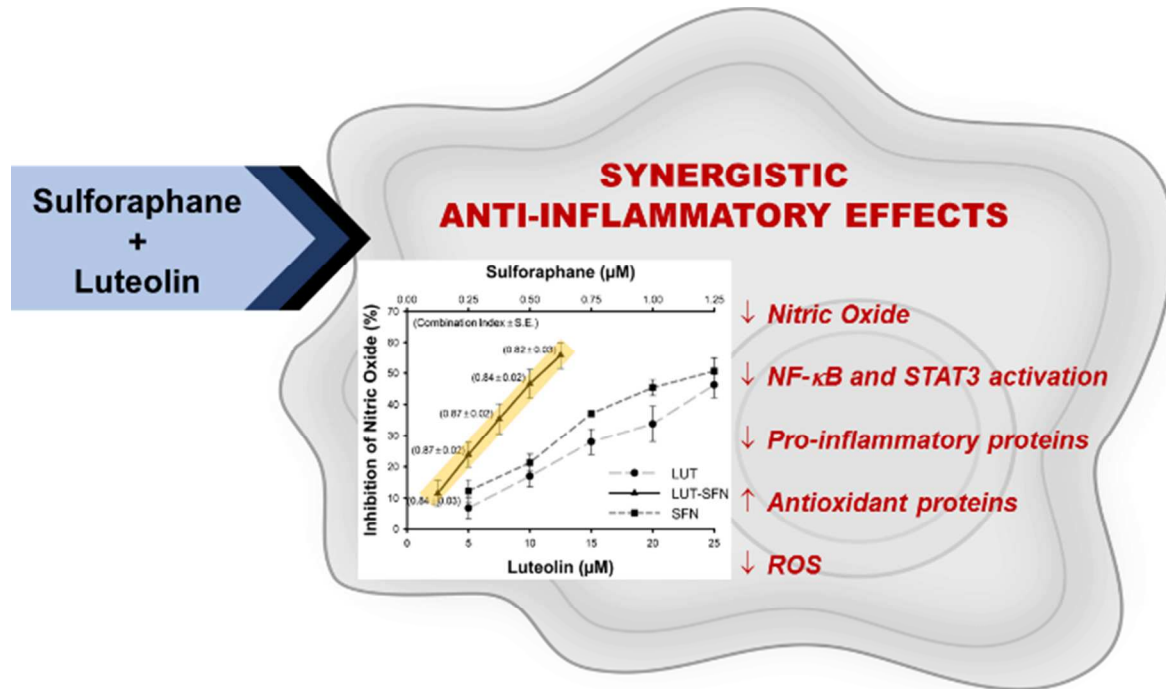 Sulforaphane
+
Luteolin
SYNERGISTIC
ANTI-INFLAMMATORY EFFECTS
Sulforaphane (µM)
0.00 0.25 0.50 0.75 1.00 1.25
Inhibition of Nitric Oxide (%)
70
60
50
40
30
20
10
0
(Combination Index ± S.E.)
(0.82 ± 0.03)
(0.84 ± 0.02)
(0.87 ± 0.02)
(0.87 ± 0.02)
(0.84 ± 0.03)
LUT
LUT-SFN
SFN
0 5 10 15 20 25
Luteolin (µM)
↓ Nitric Oxide
↓ NF-κB and STAT3 activation
↓ Pro-inflammatory proteins
↑ Antioxidant proteins
↓ ROS